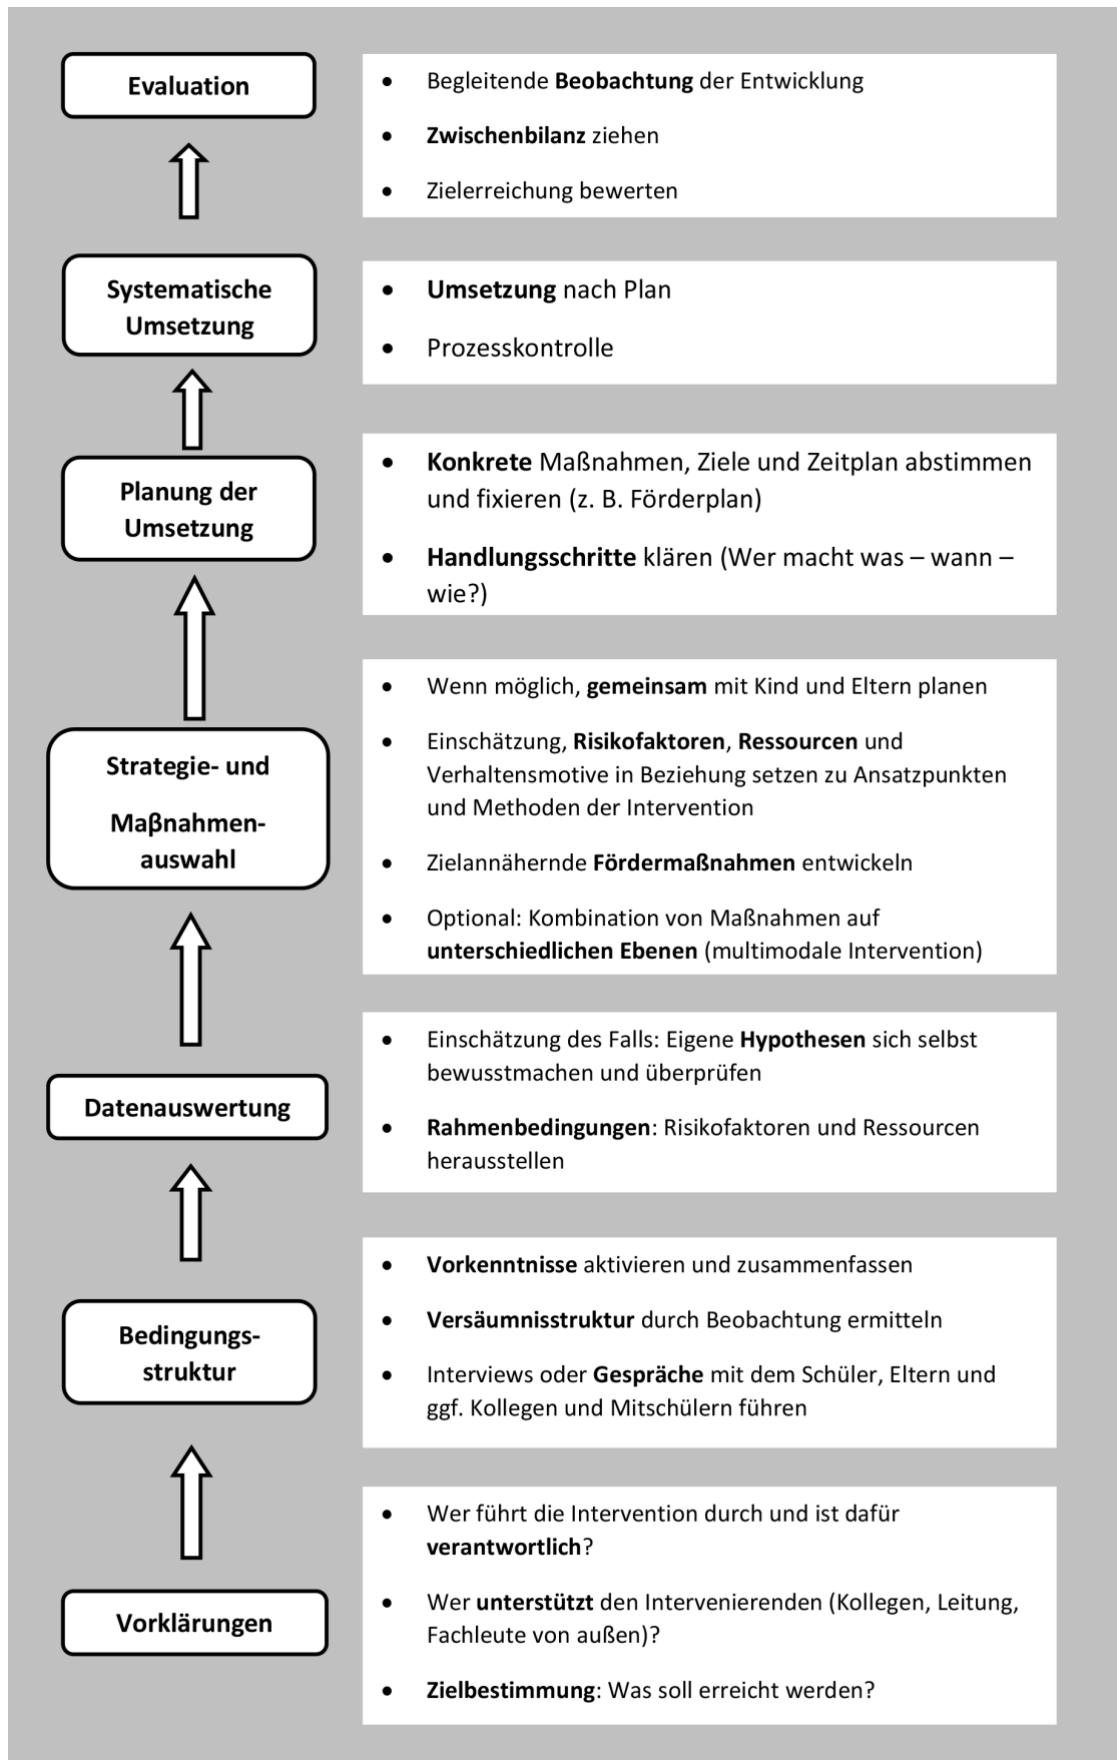 Evaluation
• Begleitende Beobachtung der Entwicklung
• Zwischenbilanz ziehen
• Zielerreichung bewerten
Systematische
Umsetzung
• Umsetzung nach Plan
• Prozesskontrolle
Planung der
Umsetzung
• Konkrete Maßnahmen, Ziele und Zeitplan abstimmen
und fixieren (z. B. Förderplan)
• Handlungsschritte klären (Wer macht was – wann –
wie?)
Strategie- und
Maβnahmen-
auswahl
• Wenn möglich, gemeinsam mit Kind und Eltern planen
• Einschätzung, Risikofaktoren, Ressourcen und
Verhaltensmotive in Beziehung setzen zu Ansatzpunkten
und Methoden der Intervention
• Zielannähernde Fördermaßnahmen entwickeln
• Optional: Kombination von Maßnahmen auf
unterschiedlichen Ebenen (multimodale Intervention)
Datenauswertung
• Einschätzung des Falls: Eigene Hypothesen sich selbst
bewusstmachen und überprüfen
• Rahmenbedingungen: Risikofaktoren und Ressourcen
herausstellen
Bedingungs-
struktur
• Vorkenntnisse aktivieren und zusammenfassen
• Versäumnisstruktur durch Beobachtung ermitteln
• Interviews oder Gespräche mit dem Schüler, Eltern und
ggf. Kollegen und Mitschülern führen
Vorklärungen
• Wer führt die Intervention durch und ist dafür
verantwortlich?
• Wer unterstützt den Intervenierenden (Kollegen, Leitung,
Fachleute von außen)?
• Zielbestimmung: Was soll erreicht werden?